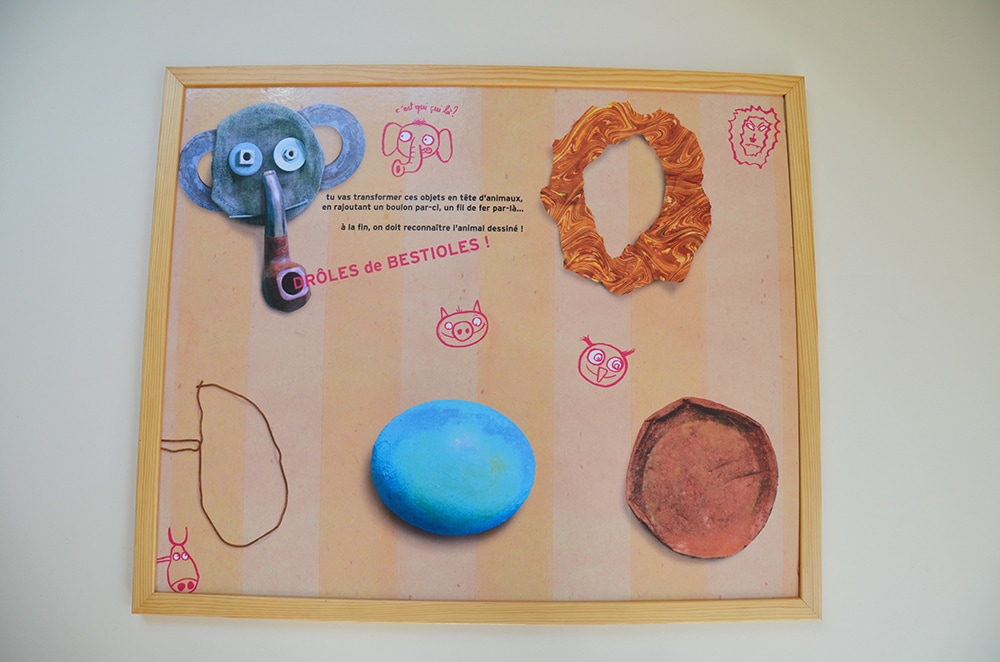 c'est qui çui là ?
tu vas transformer ces objets en tête d'animaux,
en rajoutant un boulon par-ci, un fil de fer par-là...
à la fin, on doit reconnaître l'animal dessiné !
DRÔLES de BESTIOLES !